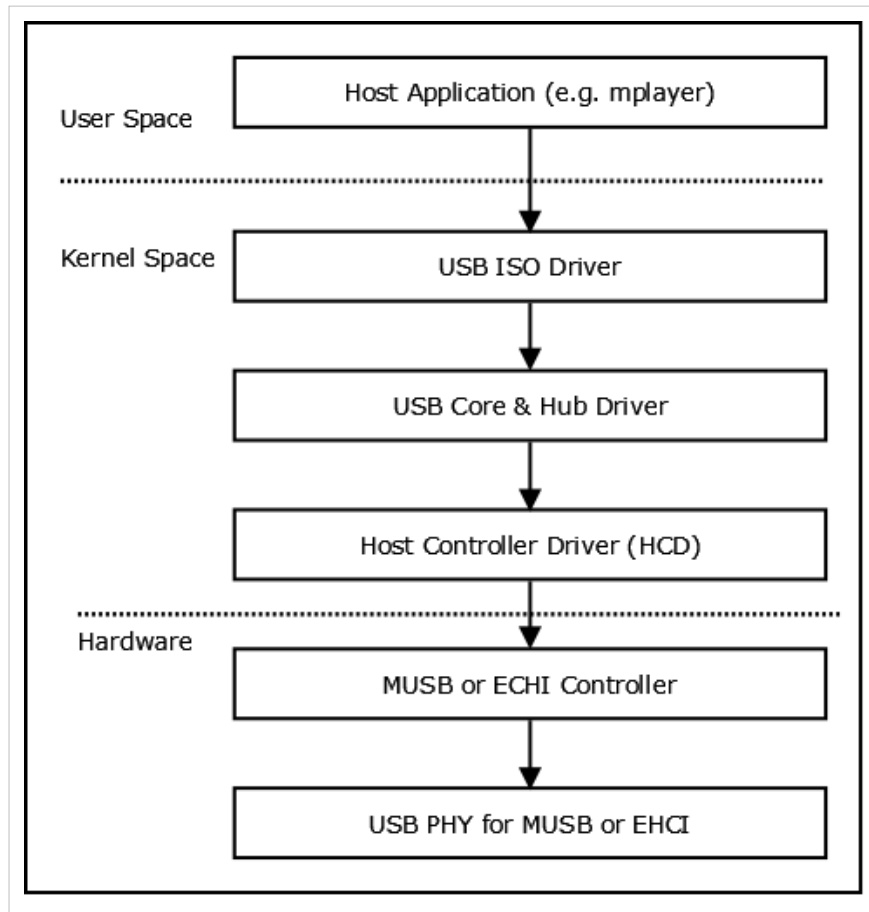 Host Application (e.g. mplayer)
User Space
Kernel Space
USB ISO Driver
USB Core & Hub Driver
Host Controller Driver (HCD)
Hardware
MUSB or ECHI Controller
USB PHY for MUSB or EHCI